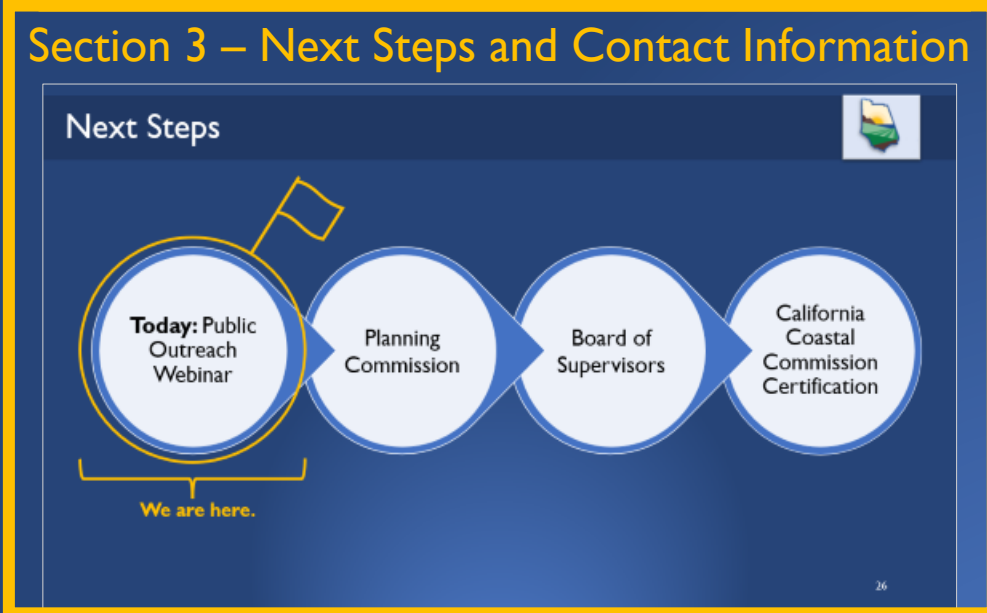 Section 3 – Next Steps and Contact Information
Next Steps
Today: Public
Outreach
Webinar
Planning
Commission
Board of
Supervisors
California
Coastal
Commission
Certification
We are here.
26